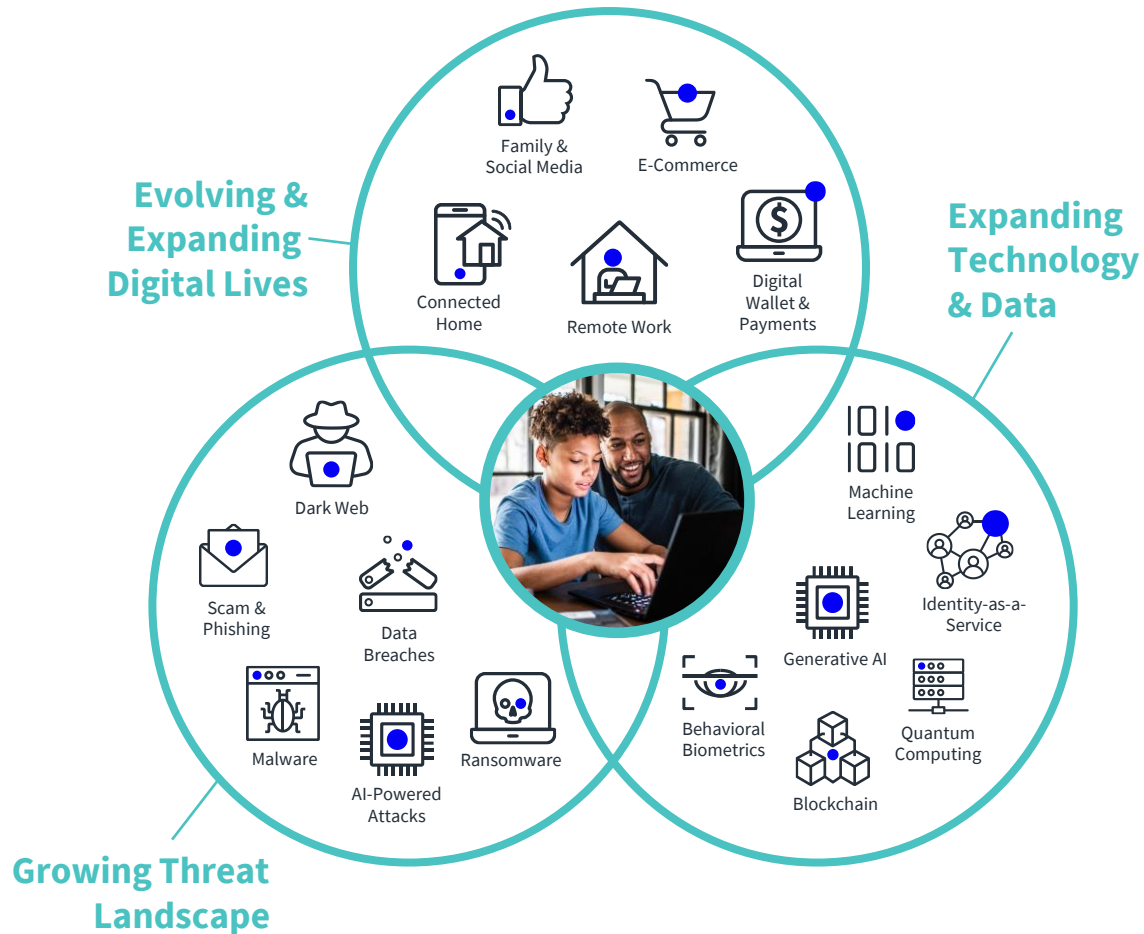 Family &
Social Media
E-Commerce
Evolving &
Expanding
Digital Lives
Expanding
Technology
& Data
Connected
Home
Remote Work
Digital
Wallet &
Payments
Dark Web
Scam &
Phishing
Data
Breaches
Malware
AI-Powered
Attacks
Ransomware
Machine
Learning
Identity-as-a-
Service
Generative AI
Behavioral
Biometrics
Quantum
Computing
Blockchain
Growing Threat
Landscape